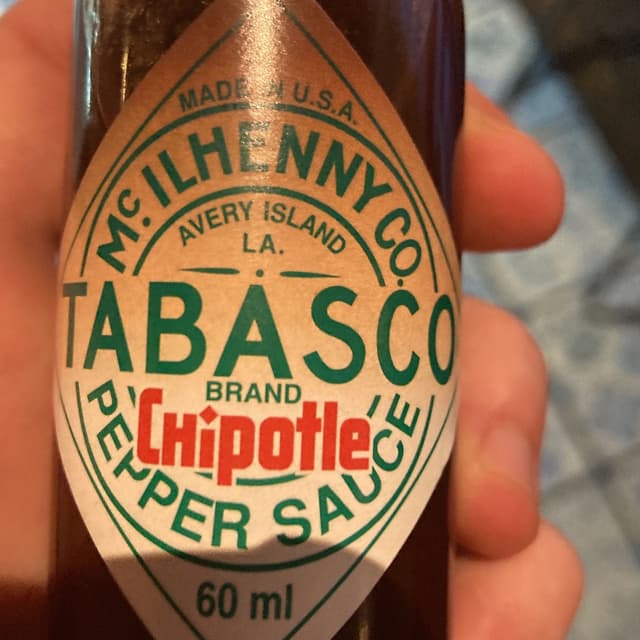 MADE IN U.S.A.
McILHENNY CO.
AVERY ISLAND
LA.
TABASCO
BRAND
CHipotle
PEPPER SAUCE
60 ml